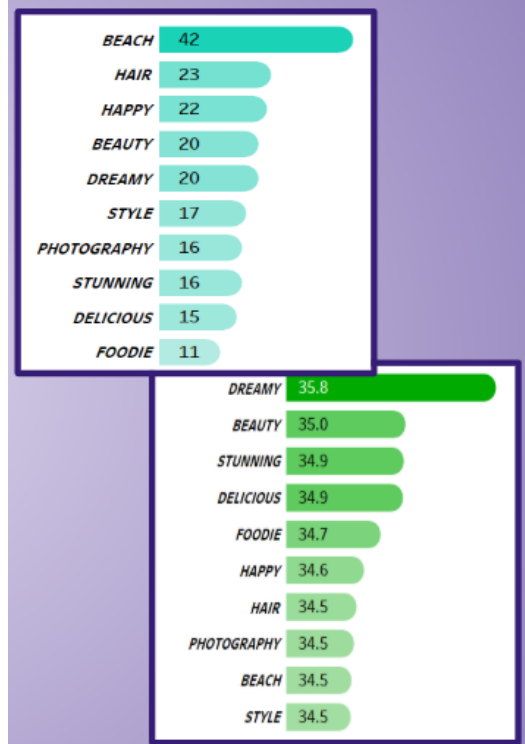 BEACH 42
HAIR 23
HAPPY 22
BEAUTY 20
DREAMY 20
STYLE 17
PHOTOGRAPHY 16
STUNNING 16
DELICIOUS 15
FOODIE 11
DREAMY 35.8
BEAUTY 35.0
STUNNING 34.9
DELICIOUS 34.9
FOODIE 34.7
HAPPY 34.6
HAIR 34.5
PHOTOGRAPHY 34.5
BEACH 34.5
STYLE 34.5